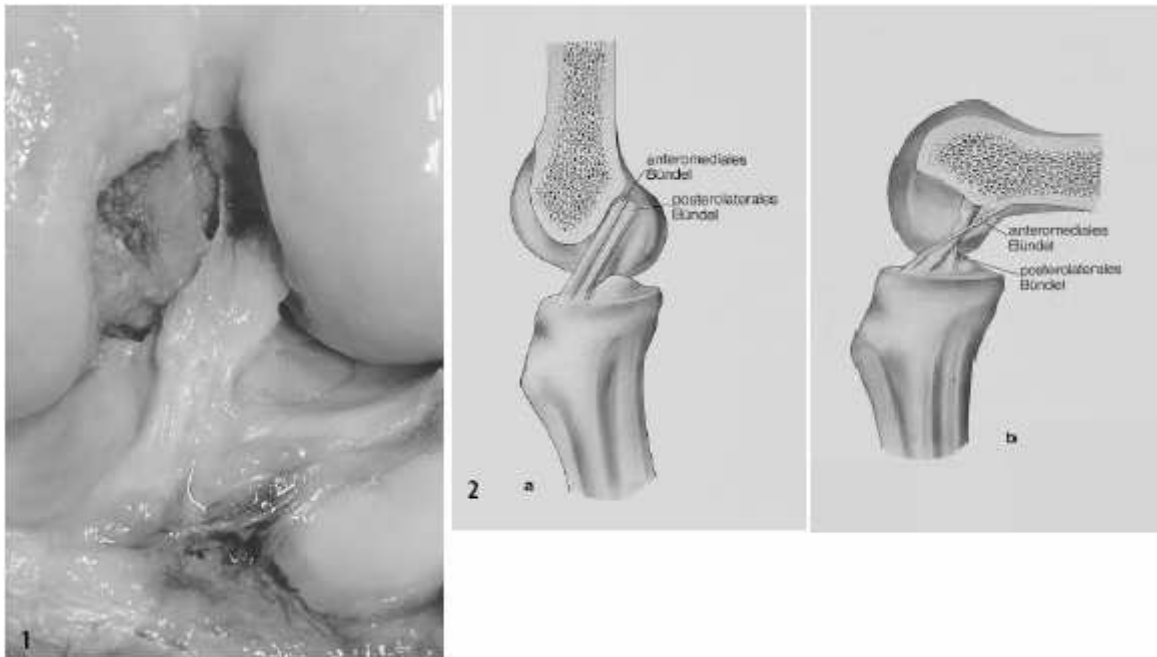 1
2
a
anteromediales
Bündel
posterolaterales
Bündel
b
anteromediales
Bündel
posterolaterales
Bündel